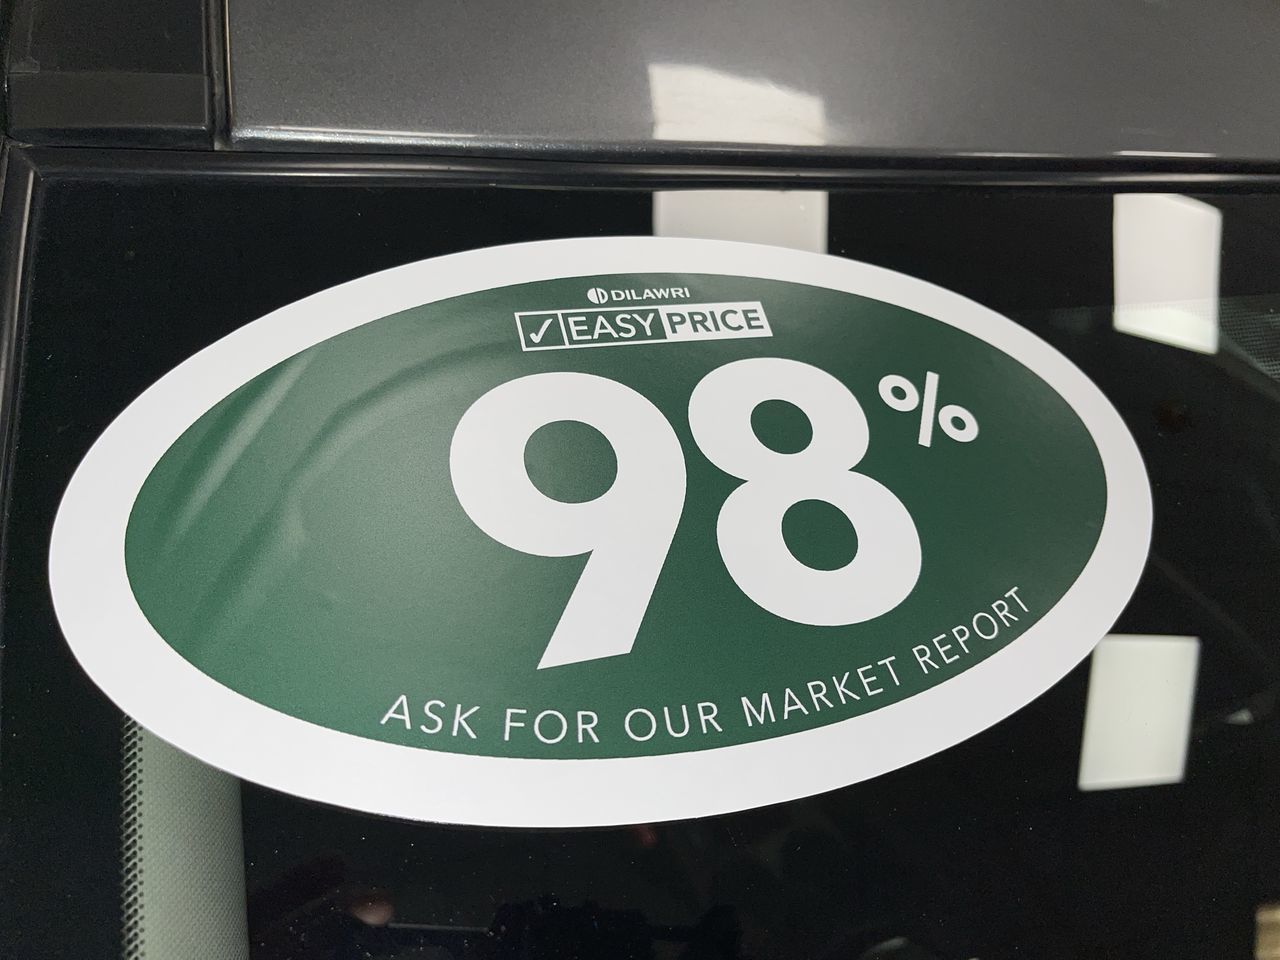 DILAWRI
✓ EASY PRICE
98%
ASK FOR OUR MARKET REPORT